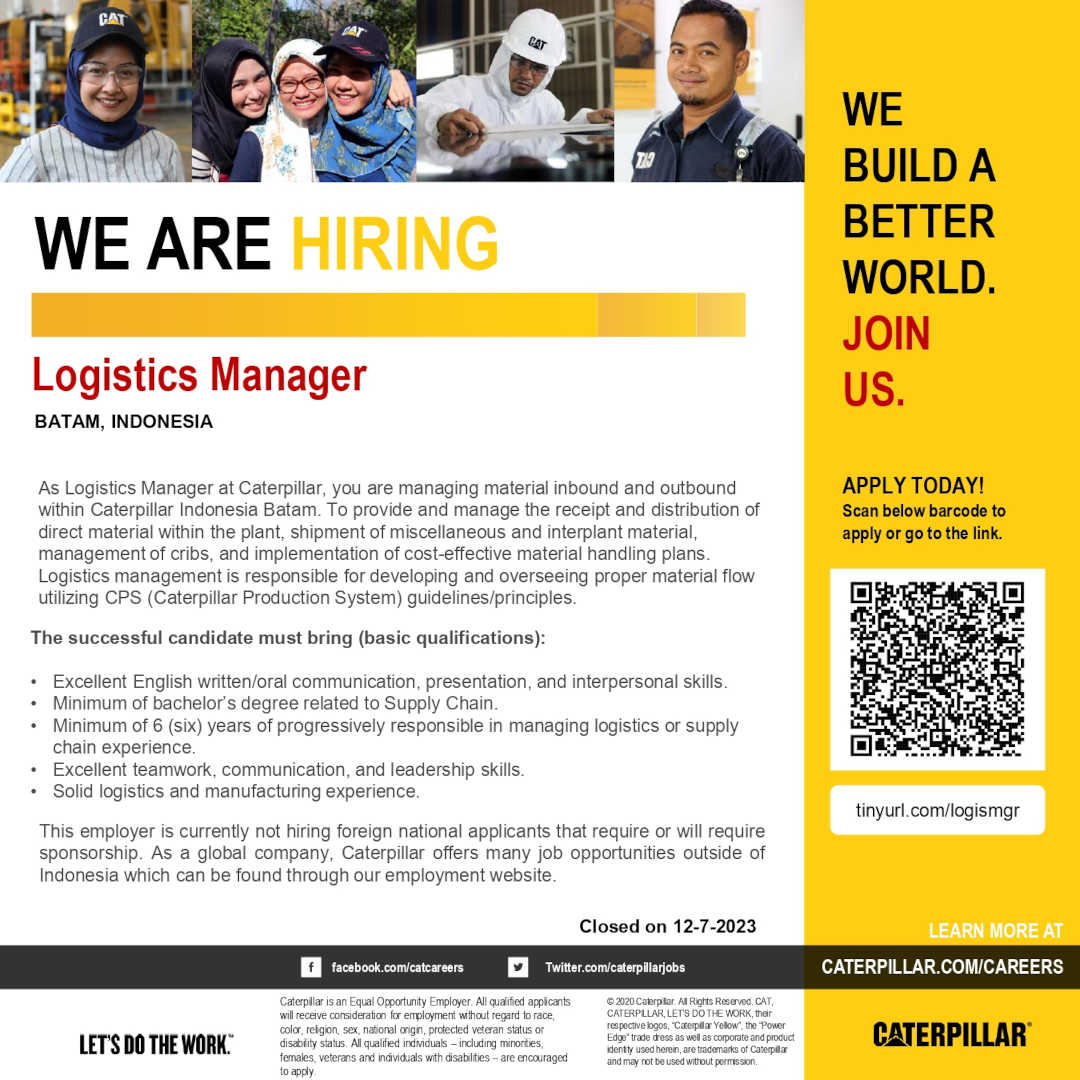 CAT
CAT
CAT
CAT
WE ARE HIRING
Logistics Manager
BATAM, INDONESIA
As Logistics Manager at Caterpillar, you are managing material inbound and outbound
within Caterpillar Indonesia Batam. To provide and manage the receipt and distribution of
direct material within the plant, shipment of miscellaneous and interplant material,
management of cribs, and implementation of cost-effective material handling plans.
Logistics management is responsible for developing and overseeing proper material flow
utilizing CPS (Caterpillar Production System) guidelines/principles.
The successful candidate must bring (basic qualifications):
• Excellent English written/oral communication, presentation, and interpersonal skills.
• Minimum of bachelor’s degree related to Supply Chain.
• Minimum of 6 (six) years of progressively responsible in managing logistics or supply
chain experience.
• Excellent teamwork, communication, and leadership skills.
• Solid logistics and manufacturing experience.
This employer is currently not hiring foreign national applicants that require or will require
sponsorship. As a global company, Caterpillar offers many job opportunities outside of
Indonesia which can be found through our employment website.
Closed on 12-7-2023
WE
BUILD A
BETTER
WORLD.
JOIN
US.
APPLY TODAY!
Scan below barcode to
apply or go to the link.
tinyurl.com/logismgr
LEARN MORE AT
CATERPILLAR.COM/CAREERS
f facebook.com/catcareers
Twitter.com/caterpillarjobs
LET'S DO THE WORK.™
Caterpillar is an Equal Opportunity Employer. All qualified applicants
will receive consideration for employment without regard to race,
color, religion, sex, national origin, protected veteran status or
disability status. All qualified individuals – including minorities,
females, veterans and individuals with disabilities – are encouraged
to apply.
© 2020 Caterpillar. All Rights Reserved. CAT,
CATERPILLAR, LET'S DO THE WORK, their
respective logos, “Caterpillar Yellow”, the “Power
Edge” trade dress as well as corporate and product
identity used herein, are trademarks of Caterpillar
and may not be used without permission.
CATERPILLAR®